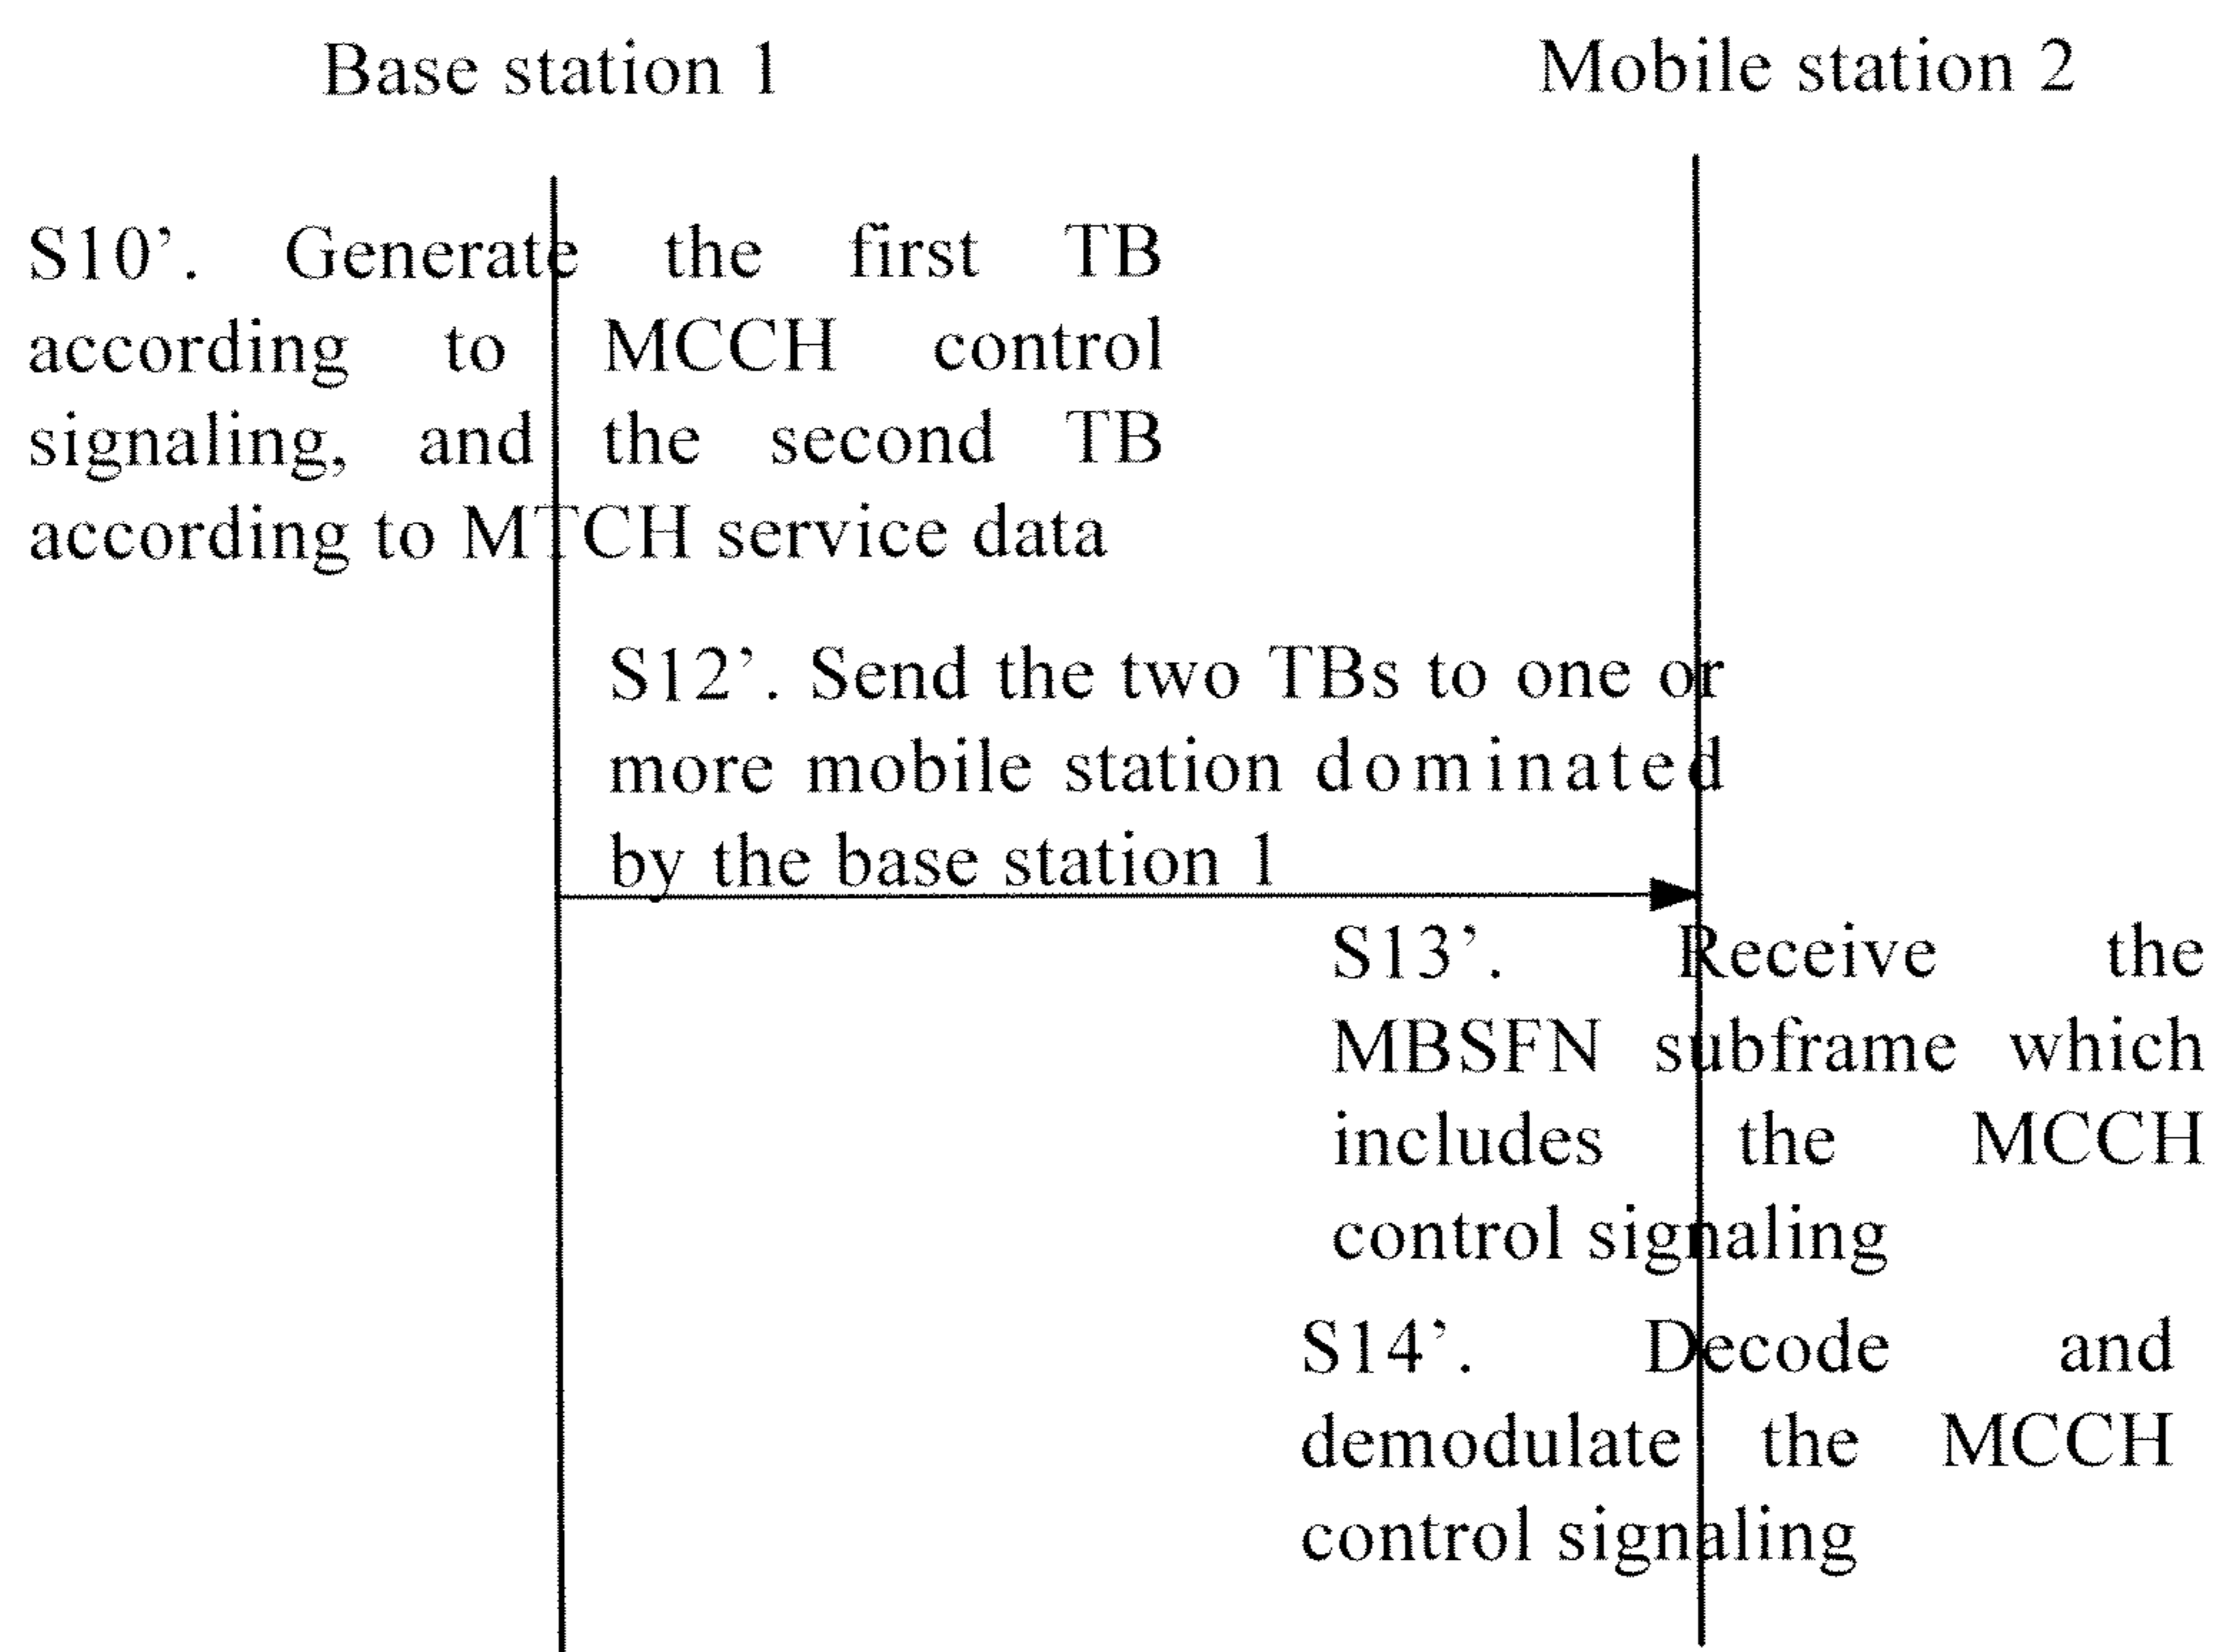 Base station 1
Mobile station 2
S10’. Generate the first TB
according to MCCH control
signaling, and the second TB
according to MTCH service data
S12’. Send the two TBs to one or
more mobile station dominated
by the base station 1
S13’. Receive the
MBSFN subframe which
includes the MCCH
control signaling
S14’. Decode and
demodulate the MCCH
control signaling